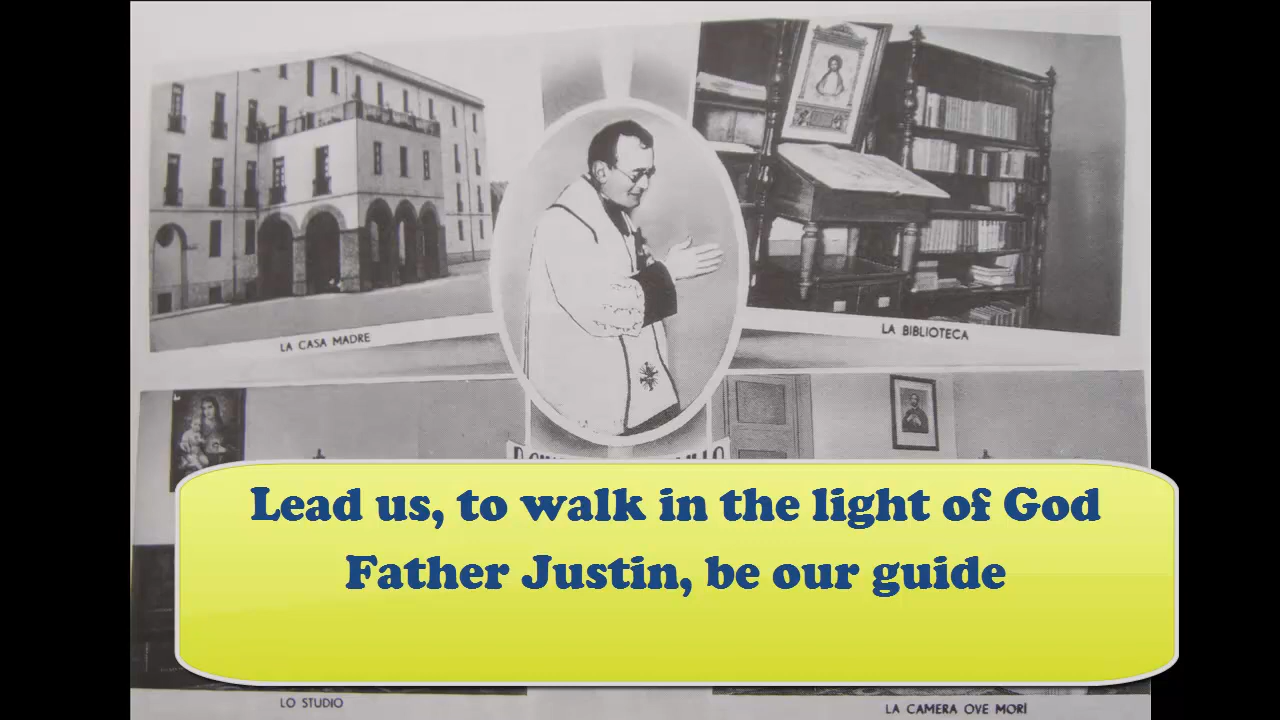 LA CASA MADRE
LA BIBLIOTECA
Lead us, to walk in the light of God
Father Justin, be our guide
LO STUDIO
LA CAMERA OVE MORÌ